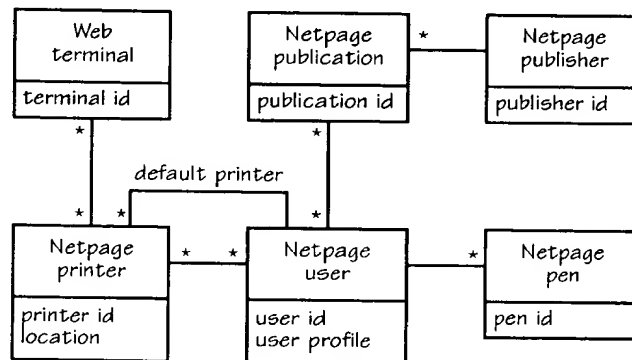 Web
terminal
terminal id
Netpage
publication
publication id
Netpage
publisher
publisher id
*
*
*
default printer
*
*
*
Netpage
printer
printer id
location
*
*
Netpage
user
user id
user profile
*
Netpage
pen
pen id